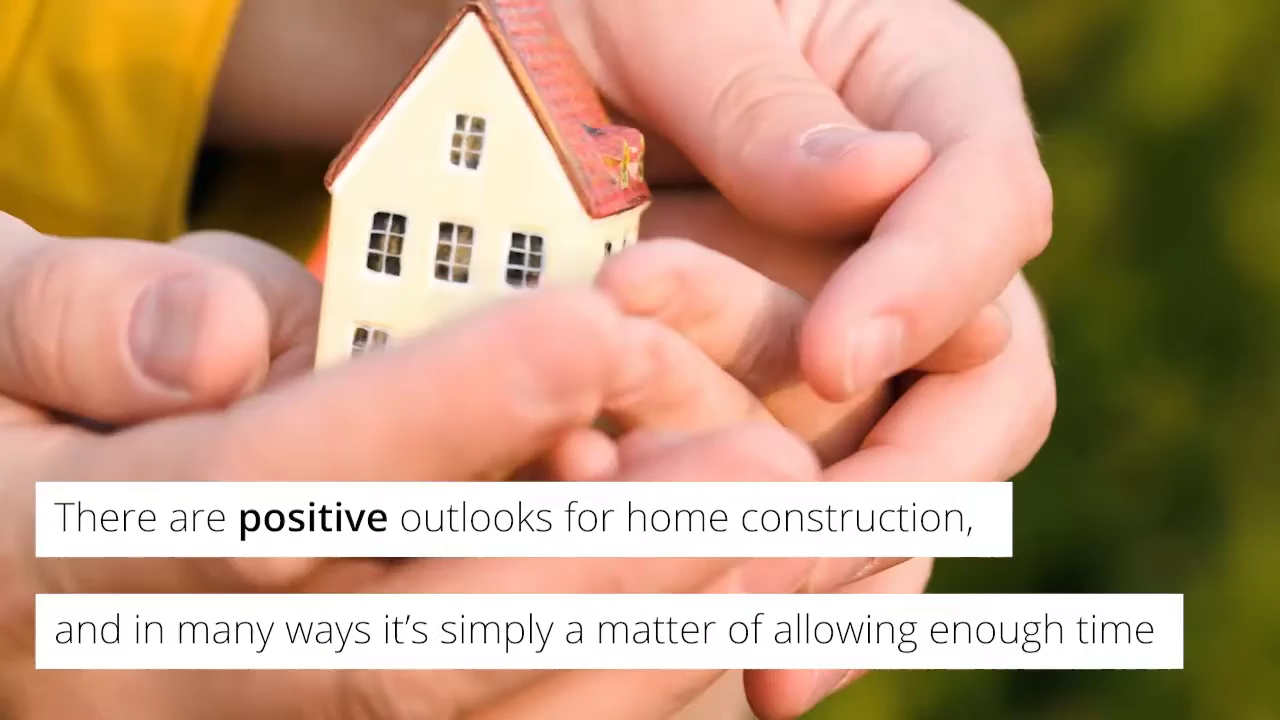 There are positive outlooks for home construction,
and in many ways it’s simply a matter of allowing enough time